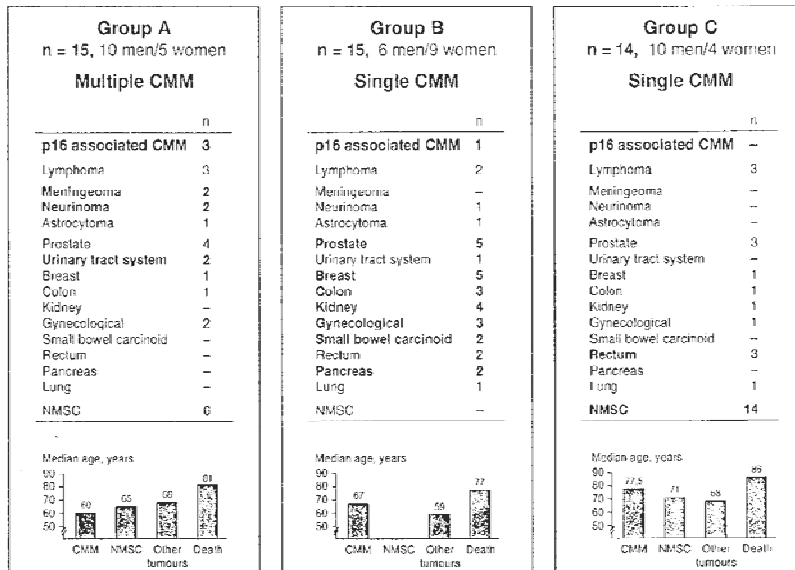 Group A
n = 15, 10 men/5 women
Multiple CMM
n
p16 associated CMM 3
Lymphoma 3
Meningeoma 2
Neurinoma 2
Astrocytoma 1
Prostate 4
Urinary tract system 2
Breast 1
Colon 1
Kidney –
Gynecological 2
Small bowel carcinoid –
Rectum –
Pancreas –
Lung –
NMSC 6
Median age, years
90
80
70
60
50
60
65
68
81
CMM NMSC Other Death
tumours
Group B
n = 15, 6 men/9 women
Single CMM
n
p16 associated CMM 1
Lymphoma 2
Meningeoma –
Neurinoma 1
Astrocytoma 1
Prostate 5
Urinary tract system 1
Breast 5
Colon 3
Kidney 4
Gynecological 3
Small bowel carcinoid 2
Rectum 2
Pancreas 2
Lung 1
NMSC –
Median age, years
90
80
70
60
50
67
59
77
CMM NMSC Other Death
tumours
Group C
n = 14, 10 men/4 women
Single CMM
n
p16 associated CMM –
Lymphoma 3
Meningeoma –
Neurinoma –
Astrocytoma –
Prostate 3
Urinary tract system –
Breast 1
Colon 1
Kidney 1
Gynecological 1
Small bowel carcinoid –
Rectum 3
Pancreas –
Lung 1
NMSC 14
Median age, years
90
80
70
60
50
77,5
71
68
86
CMM NMSC Other Death
tumours